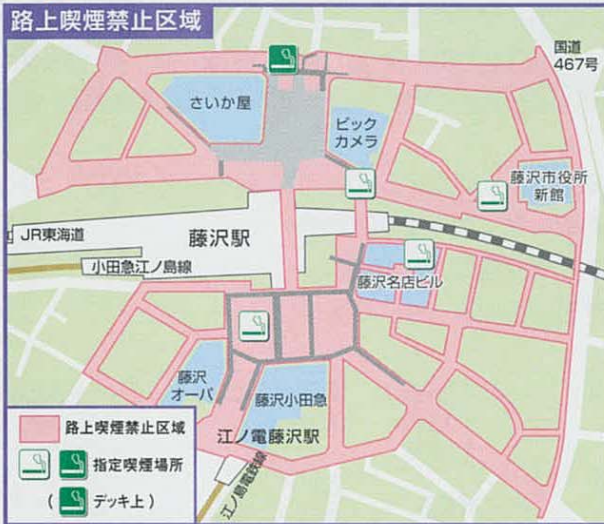 路上喫煙禁止区域
国道
467号
さいか屋
ビック
カメラ
藤沢市役所
新館
JR東海道
藤沢駅
小田急江ノ島線
藤沢名店ビル
藤沢
オーパ
藤沢小田急
江ノ電藤沢駅
江ノ島電鉄線
路上喫煙禁止区域
指定喫煙場所
( デッキ上 )